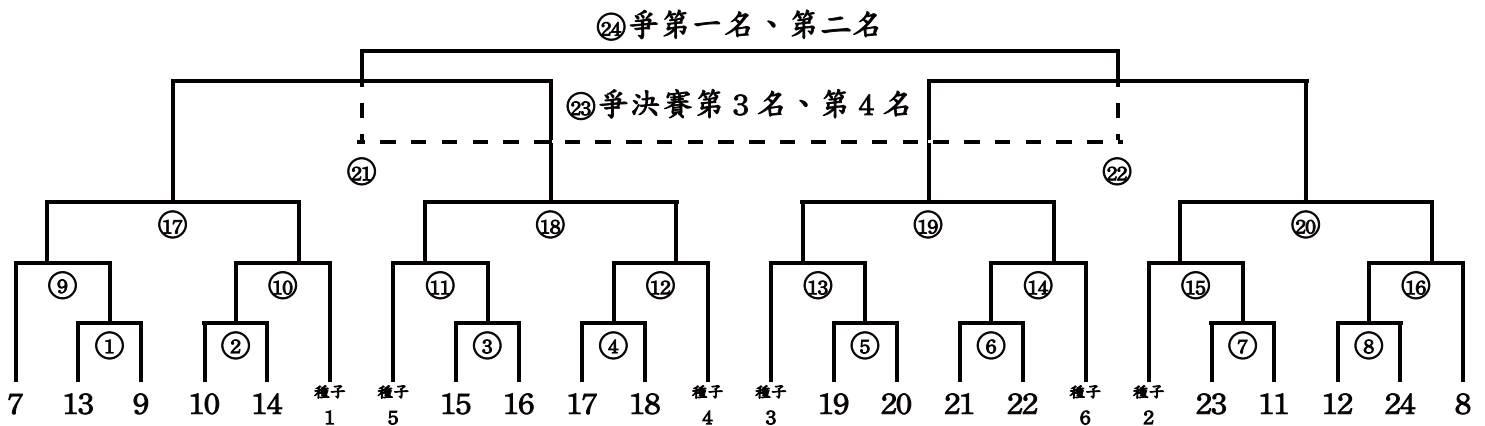 ㉔爭第一名、第二名
㉓爭決賽第3名、第4名
㉑ ㉒
⑰ ⑱ ⑲ ⑳
⑨ ⑩ ⑪ ⑫ ⑬ ⑭ ⑮ ⑯
① ② ③ ④ ⑤ ⑥ ⑦ ⑧
7 13 9 10 14 種子1 種子5 15 16 17 18 種子4 種子3 19 20 21 22 種子6 種子2 23 11 12 24 8